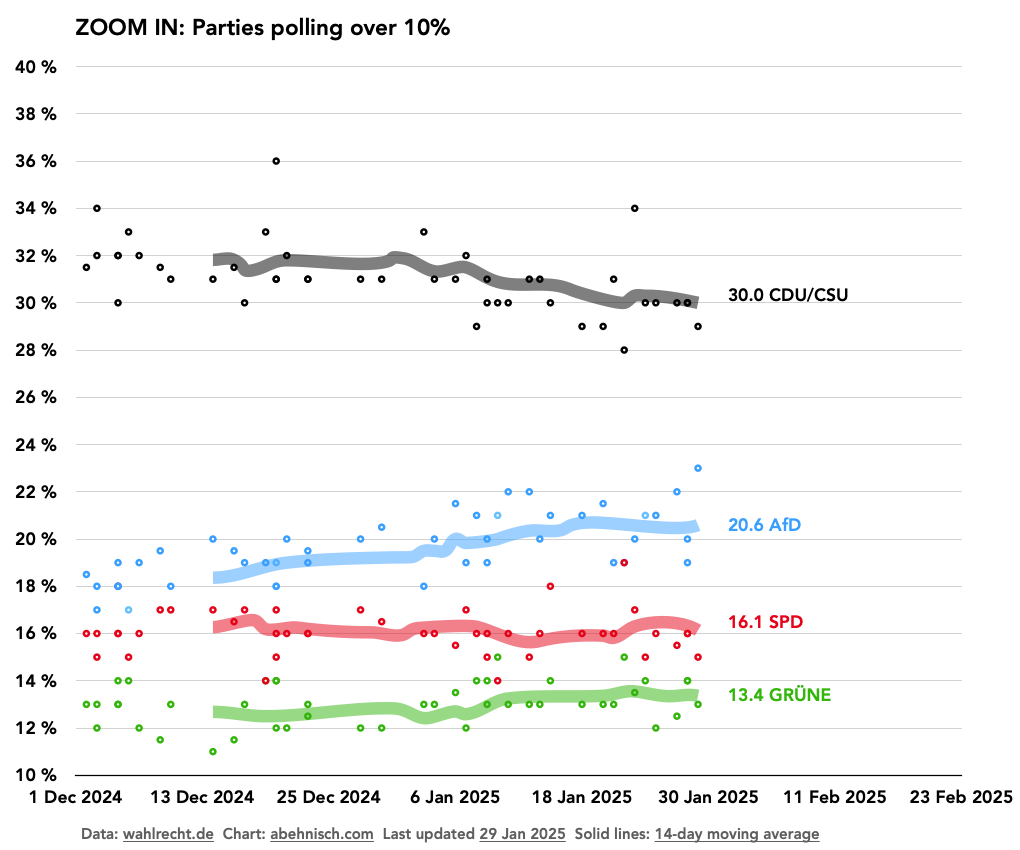 ZOOM IN: Parties polling over 10%
40 %
38 %
36 %
34 %
32 %
30 %
30.0 CDU/CSU
28 %
26 %
24 %
22 %
20.6 AfD
20 %
18 %
16.1 SPD
16 %
14 %
13.4 GRÜNE
12 %
10 %
1 Dec 2024 13 Dec 2024 25 Dec 2024 6 Jan 2025 18 Jan 2025 30 Jan 2025 11 Feb 2025 23 Feb 2025
Data: wahlrecht.de Chart: abehnisch.com Last updated 29 Jan 2025 Solid lines: 14-day moving average